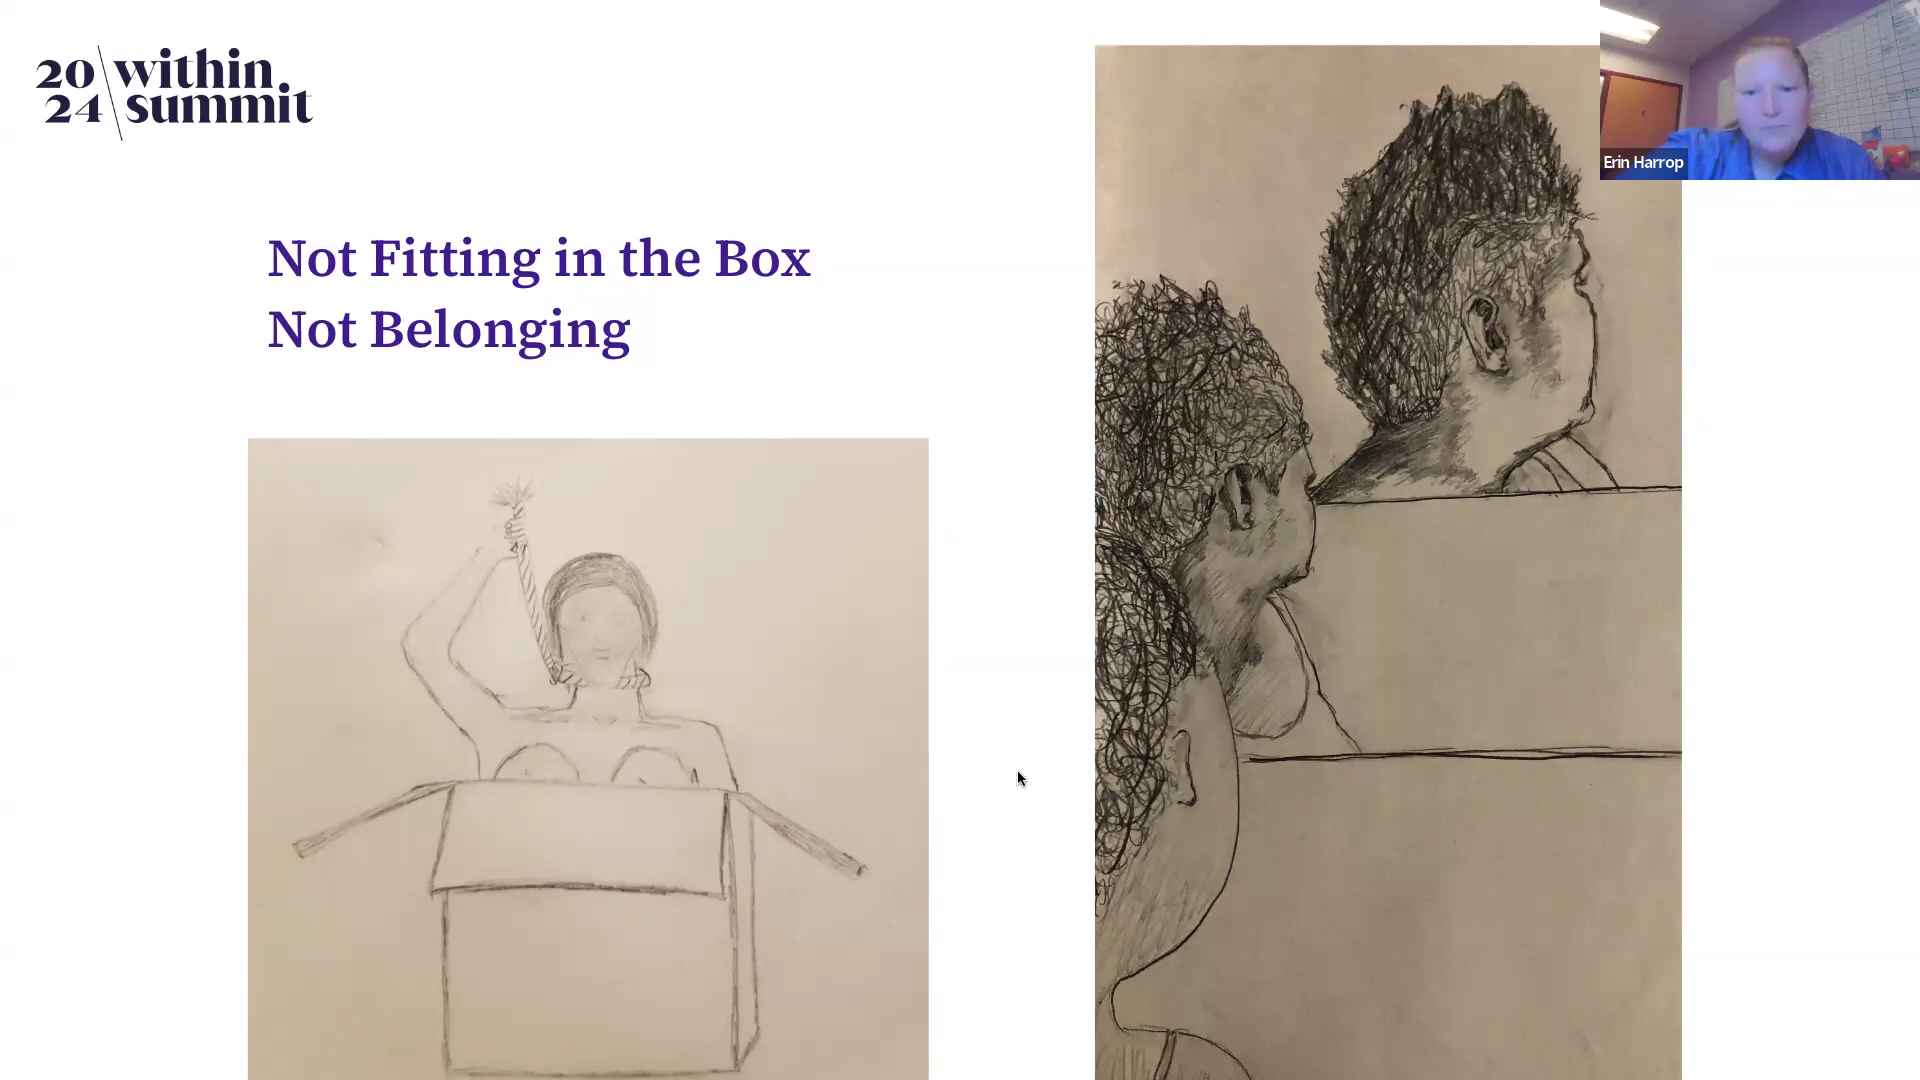 20 within
24 summit
Erin Harrop
Not Fitting in the Box
Not Belonging